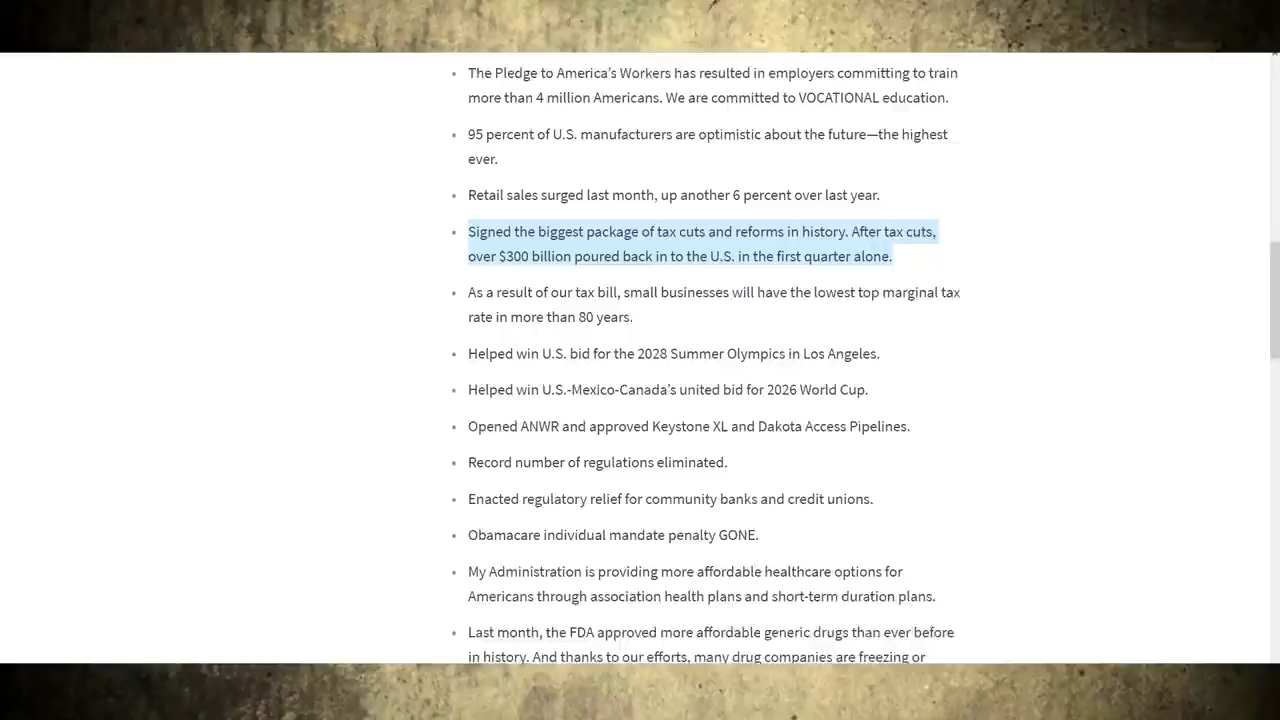 The Pledge to America’s Workers has resulted in employers committing to train
more than 4 million Americans. We are committed to VOCATIONAL education.
95 percent of U.S. manufacturers are optimistic about the future—the highest
ever.
Retail sales surged last month, up another 6 percent over last year.
Signed the biggest package of tax cuts and reforms in history. After tax cuts,
over $300 billion poured back in to the U.S. in the first quarter alone.
As a result of our tax bill, small businesses will have the lowest top marginal tax
rate in more than 80 years.
Helped win U.S. bid for the 2028 Summer Olympics in Los Angeles.
Helped win U.S.-Mexico-Canada’s united bid for 2026 World Cup.
Opened ANWR and approved Keystone XL and Dakota Access Pipelines.
Record number of regulations eliminated.
Enacted regulatory relief for community banks and credit unions.
Obamacare individual mandate penalty GONE.
My Administration is providing more affordable healthcare options for
Americans through association health plans and short-term duration plans.
Last month, the FDA approved more affordable generic drugs than ever before
in history. And thanks to our efforts, many drug companies are freezing or